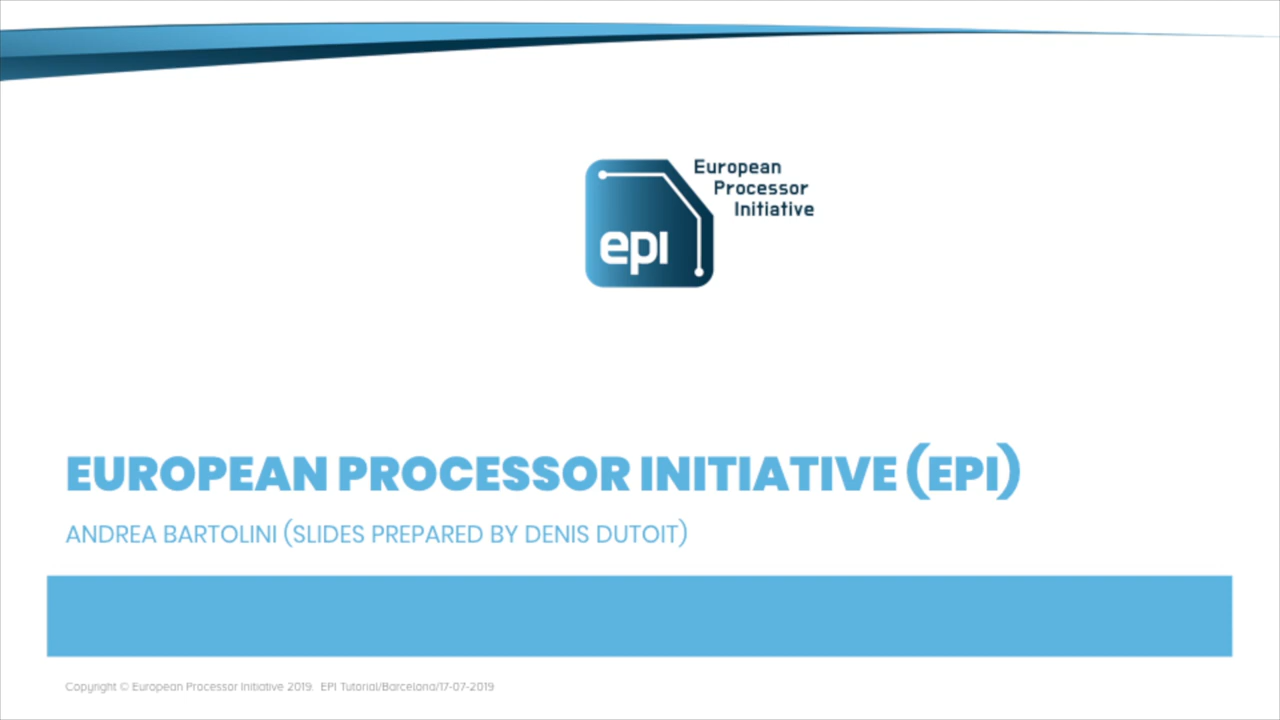 European
Processor
Initiative
epi
EUROPEAN PROCESSOR INITIATIVE (EPI)
ANDREA BARTOLINI (SLIDES PREPARED BY DENIS DUTOIT)
Copyright © European Processor Initiative 2019. EPI Tutorial/Barcelona/17-07-2019